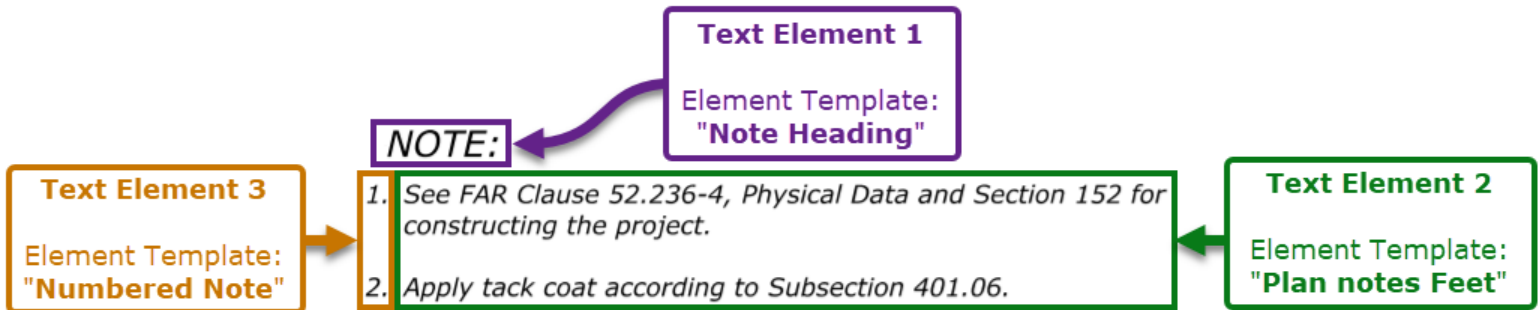 Text Element 1
Element Template:
"Note Heading"
NOTE:
Text Element 3
Element Template:
"Numbered Note"
1. See FAR Clause 52.236-4, Physical Data and Section 152 for
constructing the project.
2. Apply tack coat according to Subsection 401.06.
Text Element 2
Element Template:
"Plan notes Feet"